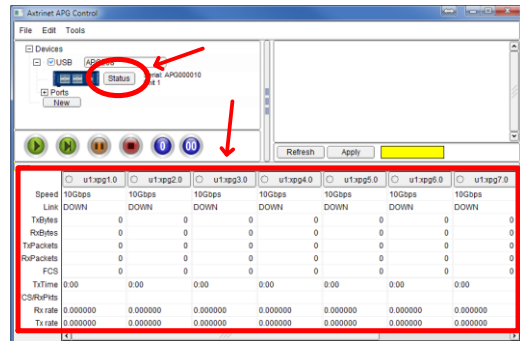 Axtrinet APG Control
File Edit Tools
Devices
USB
Status
Serial: APG000010
Ports
New
0 00
Refresh Apply
u1:xpg1.0 u1:xpg2.0 u1:xpg3.0 u1:xpg4.0 u1:xpg5.0 u1:xpg6.0 u1:xpg7.0
Speed 10Gbps 10Gbps 10Gbps 10Gbps 10Gbps 10Gbps 10Gbps
Link DOWN DOWN DOWN DOWN DOWN DOWN DOWN
TxBytes 0 0 0 0 0 0 0
RxBytes 0 0 0 0 0 0 0
TxPackets 0 0 0 0 0 0 0
RxPackets 0 0 0 0 0 0 0
FCS 0 0 0 0 0 0 0
TxTime 0:00 0:00 0:00 0:00 0:00 0:00 0:00
CS/RxPkts
Rx rate 0.000000 0.000000 0.000000 0.000000 0.000000 0.000000 0.000000
Tx rate 0.000000 0.000000 0.000000 0.000000 0.000000 0.000000 0.000000